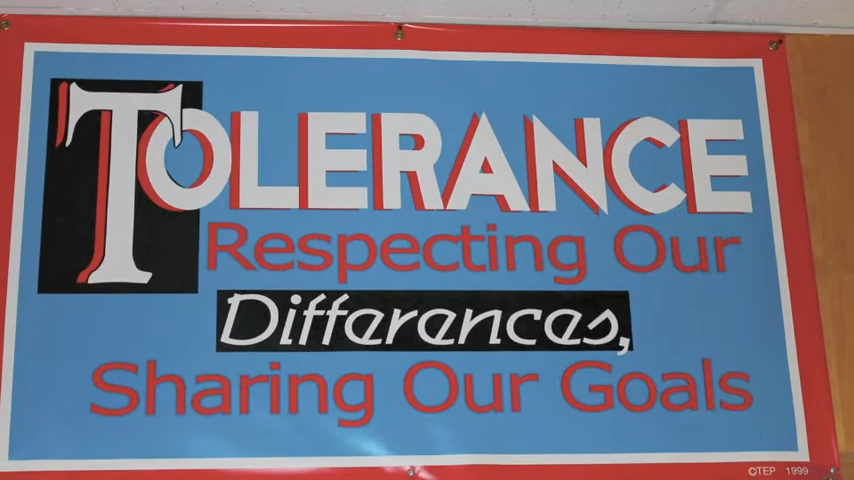 TOLERANCE
Respecting Our
Differences,
Sharing Our Goals
©TEP 1999